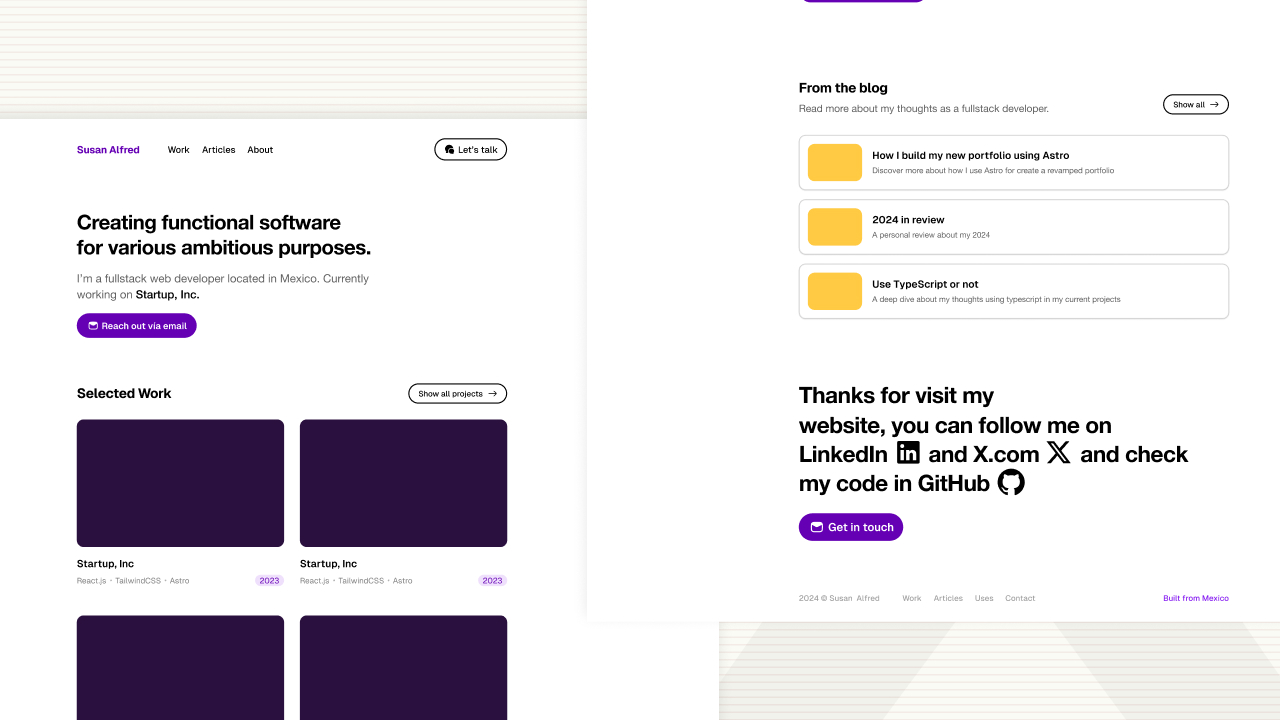 Susan Alfred
Work
Articles
About
Let's talk
Creating functional software
for various ambitious purposes.
I'm a fullstack web developer located in Mexico. Currently
working on Startup, Inc.
Reach out via email
Selected Work
Show all projects
Startup, Inc
React.js · TailwindCSS · Astro
2023
Startup, Inc
React.js · TailwindCSS · Astro
2023
From the blog
Read more about my thoughts as a fullstack developer.
Show all
How I build my new portfolio using Astro
Discover more about how I use Astro for create a revamped portfolio
2024 in review
A personal review about my 2024
Use TypeScript or not
A deep dive about my thoughts using typescript in my current projects
Thanks for visit my
website, you can follow me on
LinkedIn and X.com and check
my code in GitHub
Get in touch
2024 © Susan Alfred
Work
Articles
Uses
Contact
Built from Mexico